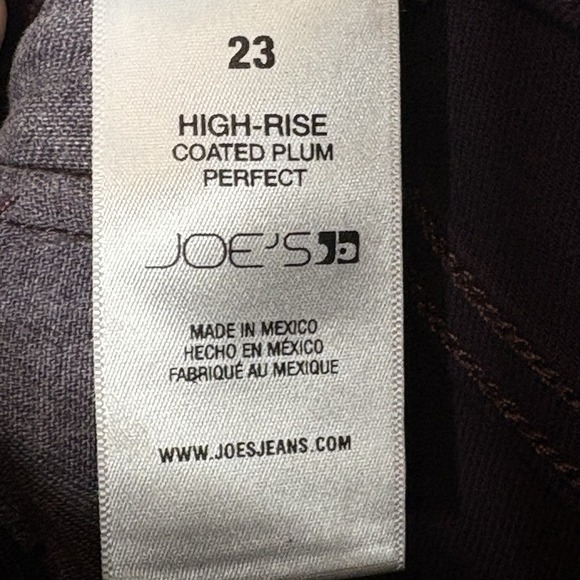 23
HIGH-RISE
COATED PLUM
PERFECT
JOE'S
MADE IN MEXICO
HECHO EN MÉXICO
FABRIQUÉ AU MEXIQUE
WWW.JOESJEANS.COM